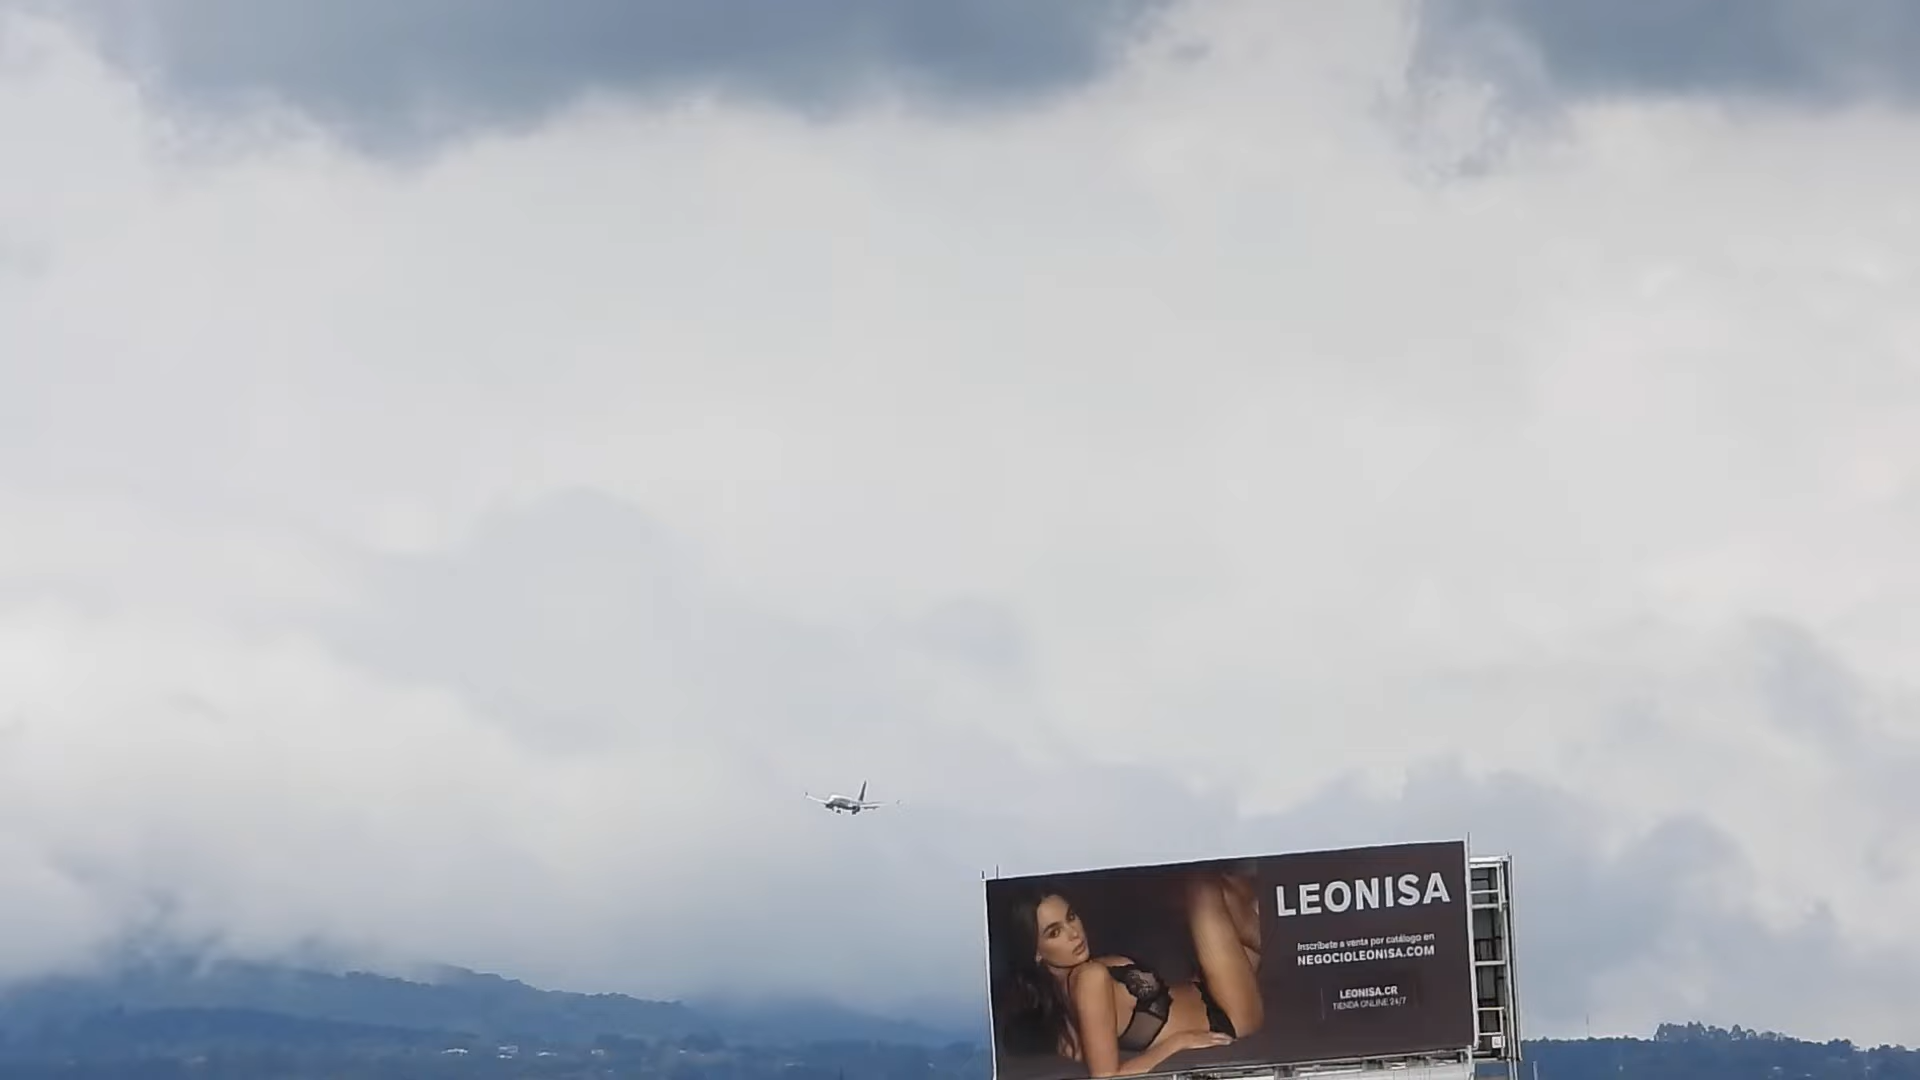 LEONISA
Inscríbete a venta por catálogo en
NEGOCIOLEONISA.COM
LEONISA.CR
TIENDA ONLINE 24/7